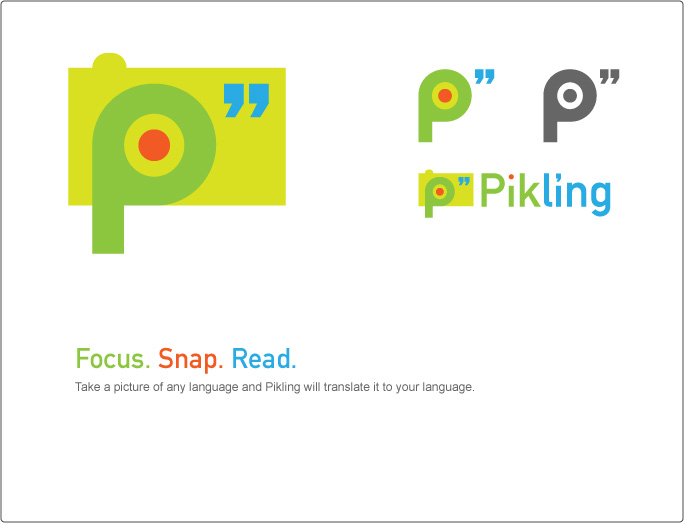 p”
p” p”
p” Pikling
Focus. Snap. Read.
Take a picture of any language and Pikling will translate it to your language.